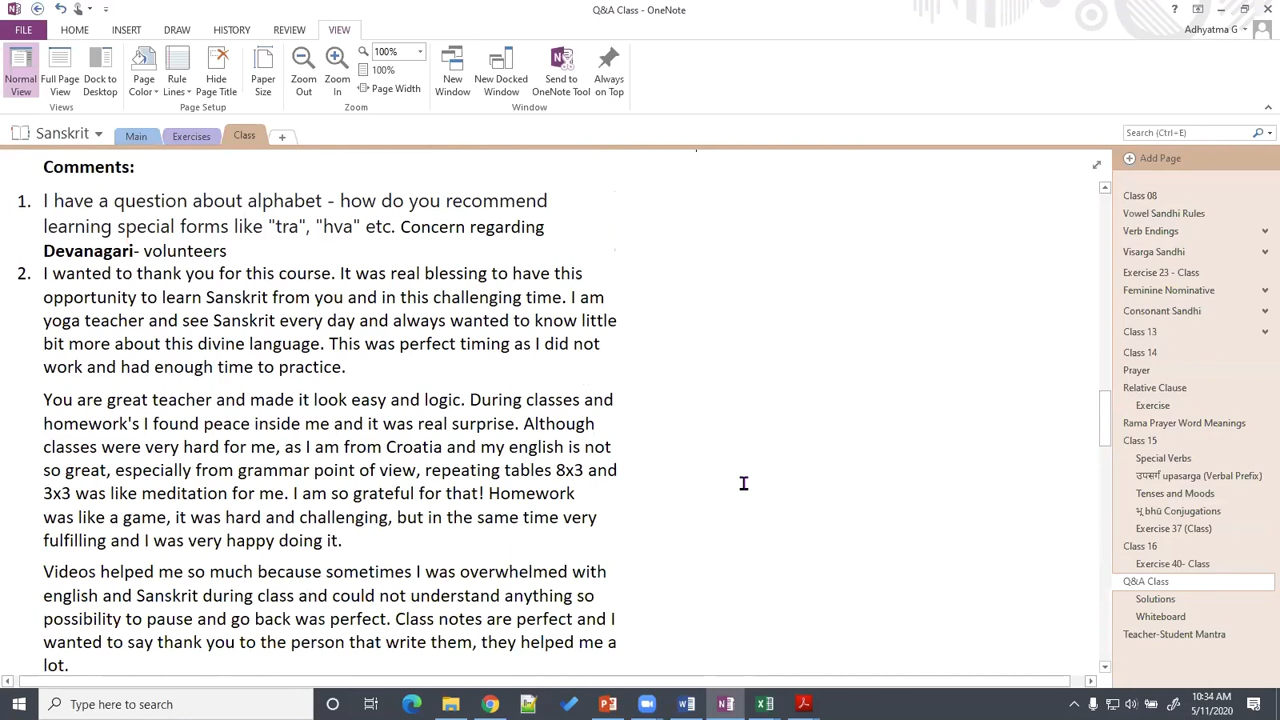 Q&A Class - OneNote
FILE HOME INSERT DRAW HISTORY REVIEW VIEW
Adhyatma G
Normal View
Full Page View
Dock to Desktop
Page Color
Rule Lines
Hide Page Title
Paper Size
Zoom Out
Zoom In
100%
100%
Page Width
New Window
New Docked Window
Send to OneNote Tool
Always on Top
Views Page Setup Zoom Window
Sanskrit Main Exercises Class
Search (Ctrl+E)
Comments:
1. I have a question about alphabet - how do you recommend
learning special forms like "tra", "hva" etc. Concern regarding
Devanagari- volunteers
2. I wanted to thank you for this course. It was real blessing to have this
opportunity to learn Sanskrit from you and in this challenging time. I am
yoga teacher and see Sanskrit every day and always wanted to know little
bit more about this divine language. This was perfect timing as I did not
work and had enough time to practice.
You are great teacher and made it look easy and logic. During classes and
homework's I found peace inside me and it was real surprise. Although
classes were very hard for me, as I am from Croatia and my english is not
so great, especially from grammar point of view, repeating tables 8x3 and
3x3 was like meditation for me. I am so grateful for that! Homework
was like a game, it was hard and challenging, but in the same time very
fulfilling and I was very happy doing it.
Videos helped me so much because sometimes I was overwhelmed with
english and Sanskrit during class and could not understand anything so
possibility to pause and go back was perfect. Class notes are perfect and I
wanted to say thank you to the person that write them, they helped me a
lot.
Add Page
Class 08
Vowel Sandhi Rules
Verb Endings
Visarga Sandhi
Exercise 23 - Class
Feminine Nominative
Consonant Sandhi
Class 13
Class 14
Prayer
Relative Clause
Exercise
Rama Prayer Word Meanings
Class 15
Special Verbs
उपसर्ग upasarga (Verbal Prefix)
Tenses and Moods
भू bhū Conjugations
Exercise 37 (Class)
Class 16
Exercise 40- Class
Q&A Class
Solutions
Whiteboard
Teacher-Student Mantra
Type here to search
10:34 AM
5/11/2020